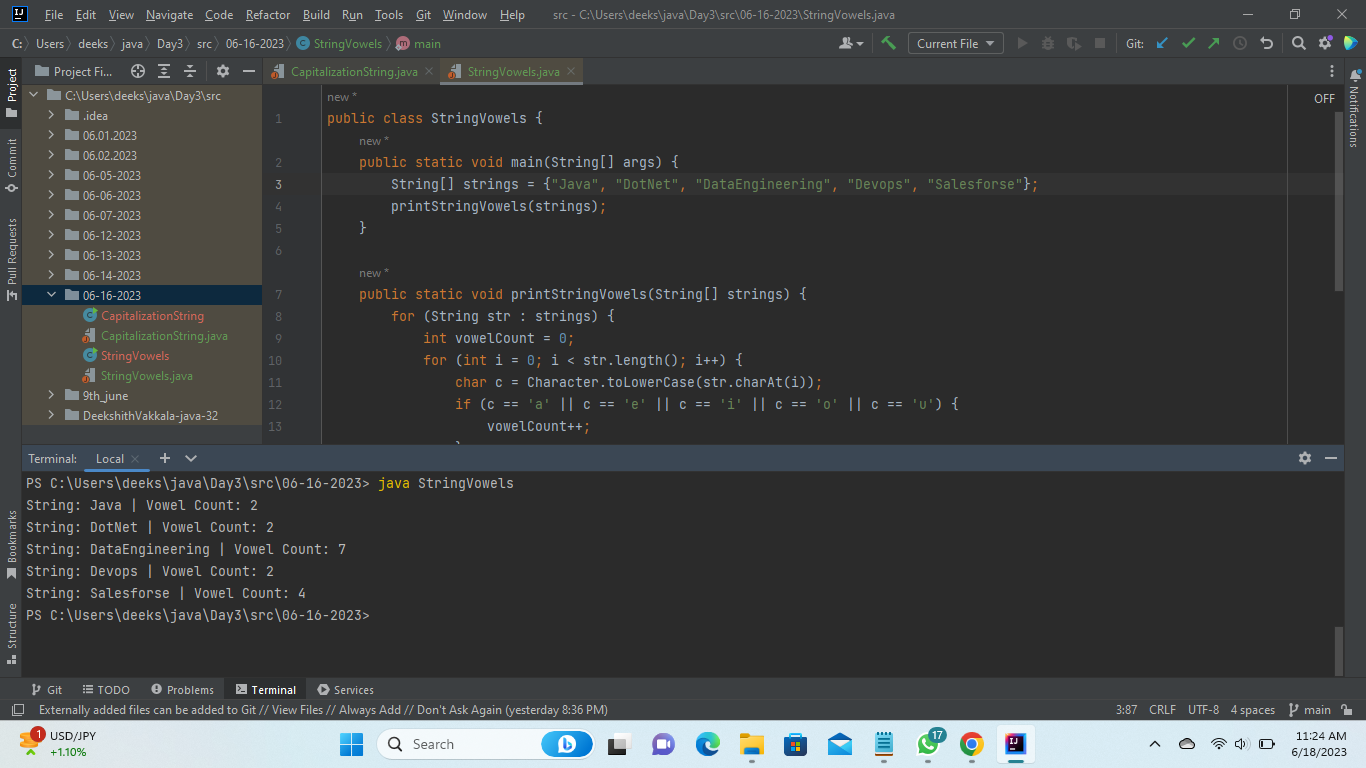 File Edit View Navigate Code Refactor Build Run Tools Git Window Help src - C:\Users\deeks\java\Day3\src\06-16-2023\StringVowels.java
C: Users deeks java Day3 src 06-16-2023 StringVowels main Current File Git:
Project Fi... CapitalizationString.java StringVowels.java
Project
Commit
Pull Requests
Bookmarks
Structure
Notifications
C:\Users\deeks\java\Day3\src
.idea
06.01.2023
06.02.2023
06-05-2023
06-06-2023
06-07-2023
06-12-2023
06-13-2023
06-14-2023
06-16-2023
CapitalizationString
CapitalizationString.java
StringVowels
StringVowels.java
9th_june
DeekshithVakkala-java-32
new *
OFF
1 public class StringVowels {
new *
2 public static void main(String[] args) {
3 String[] strings = {"Java", "DotNet", "DataEngineering", "Devops", "Salesforse"};
4 printStringVowels(strings);
5 }
6
new *
7 public static void printStringVowels(String[] strings) {
8 for (String str : strings) {
9 int vowelCount = 0;
10 for (int i = 0; i < str.length(); i++) {
11 char c = Character.toLowerCase(str.charAt(i));
12 if (c == 'a' || c == 'e' || c == 'i' || c == 'o' || c == 'u') {
13 vowelCount++;
Terminal: Local
PS C:\Users\deeks\java\Day3\src\06-16-2023> java StringVowels
String: Java | Vowel Count: 2
String: DotNet | Vowel Count: 2
String: DataEngineering | Vowel Count: 7
String: Devops | Vowel Count: 2
String: Salesforse | Vowel Count: 4
PS C:\Users\deeks\java\Day3\src\06-16-2023>
Git TODO Problems Terminal Services
Externally added files can be added to Git // View Files // Always Add // Don't Ask Again (yesterday 8:36 PM) 3:87 CRLF UTF-8 4 spaces main
1 USD/JPY
+1.10%
Search
17
11:24 AM
6/18/2023